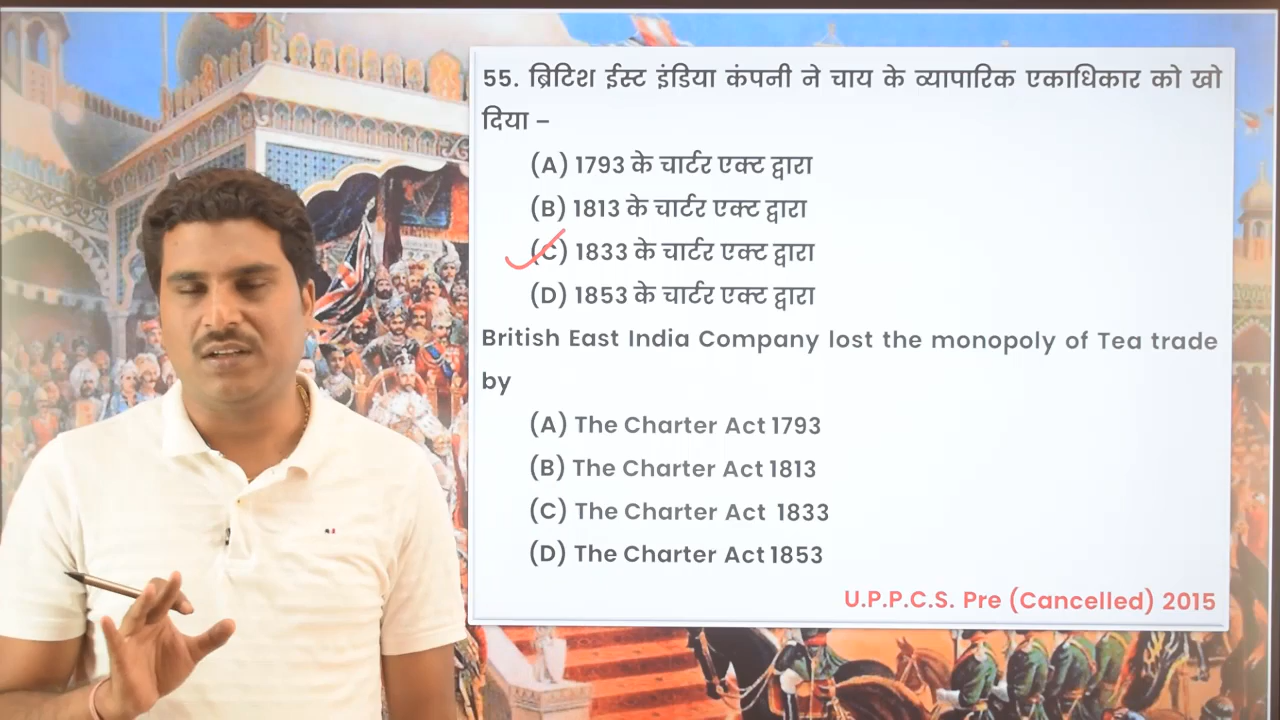 55. ब्रिटिश ईस्ट इंडिया कंपनी ने चाय के व्यापारिक एकाधिकार को खो
दिया –
(A) 1793 के चार्टर एक्ट द्वारा
(B) 1813 के चार्टर एक्ट द्वारा
(C) 1833 के चार्टर एक्ट द्वारा
(D) 1853 के चार्टर एक्ट द्वारा
British East India Company lost the monopoly of Tea trade
by
(A) The Charter Act 1793
(B) The Charter Act 1813
(C) The Charter Act 1833
(D) The Charter Act 1853
U.P.P.C.S. Pre (Cancelled) 2015